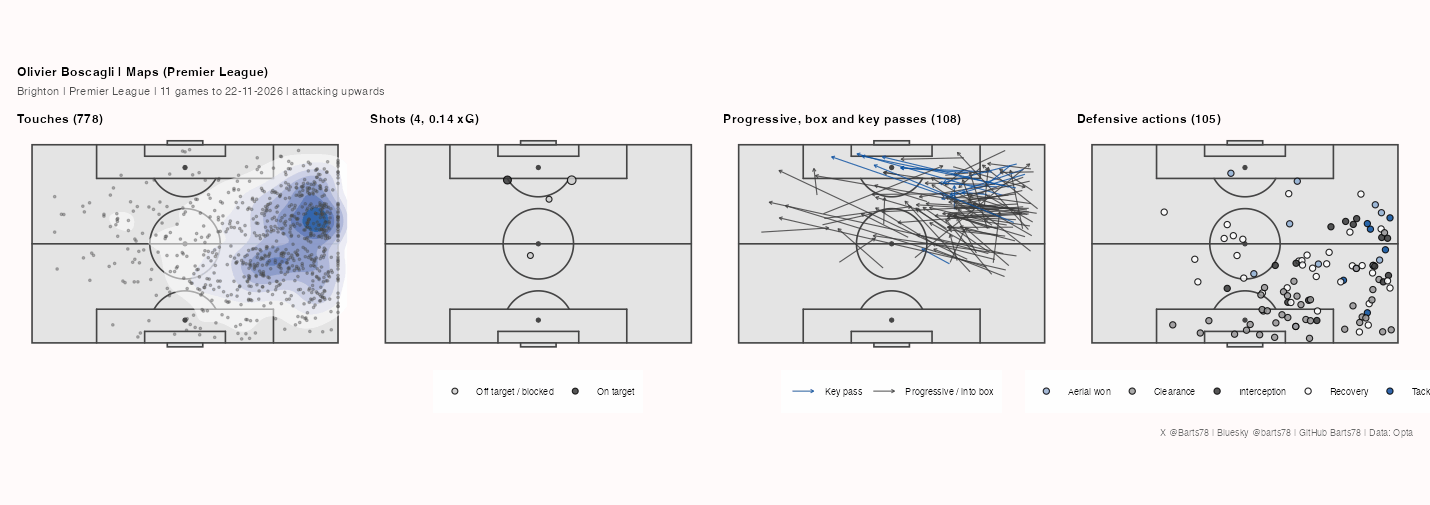 Olivier Boscagli | Maps (Premier League)
Brighton | Premier League | 11 games to 22-11-2026 | attacking upwards
Touches (778)
Shots (4, 0.14 xG)
Progressive, box and key passes (108)
Defensive actions (105)
Off target / blocked
On target
Key pass
Progressive / into box
Aerial won
Clearance
Interception
Recovery
Tack
X @Barts78 | Bluesky @barts78 | GitHub Barts78 | Data: Opta